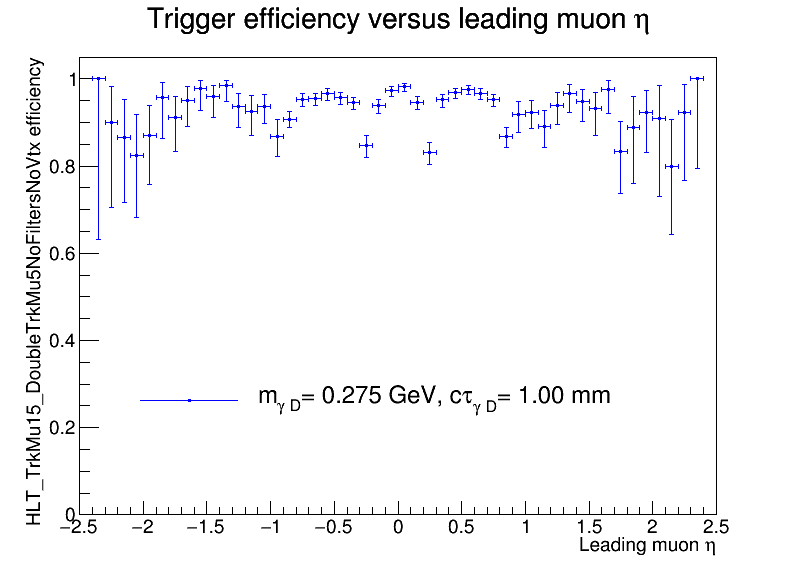 Trigger efficiency versus leading muon η
HLT_TrkMu15_DoubleTrkMu5NoFiltersNoVtx efficiency
1
0.8
0.6
0.4
0.2
0
m_γ D= 0.275 GeV, cτ_γ D= 1.00 mm
−2.5 −2 −1.5 −1 −0.5 0 0.5 1 1.5 2 2.5
Leading muon η